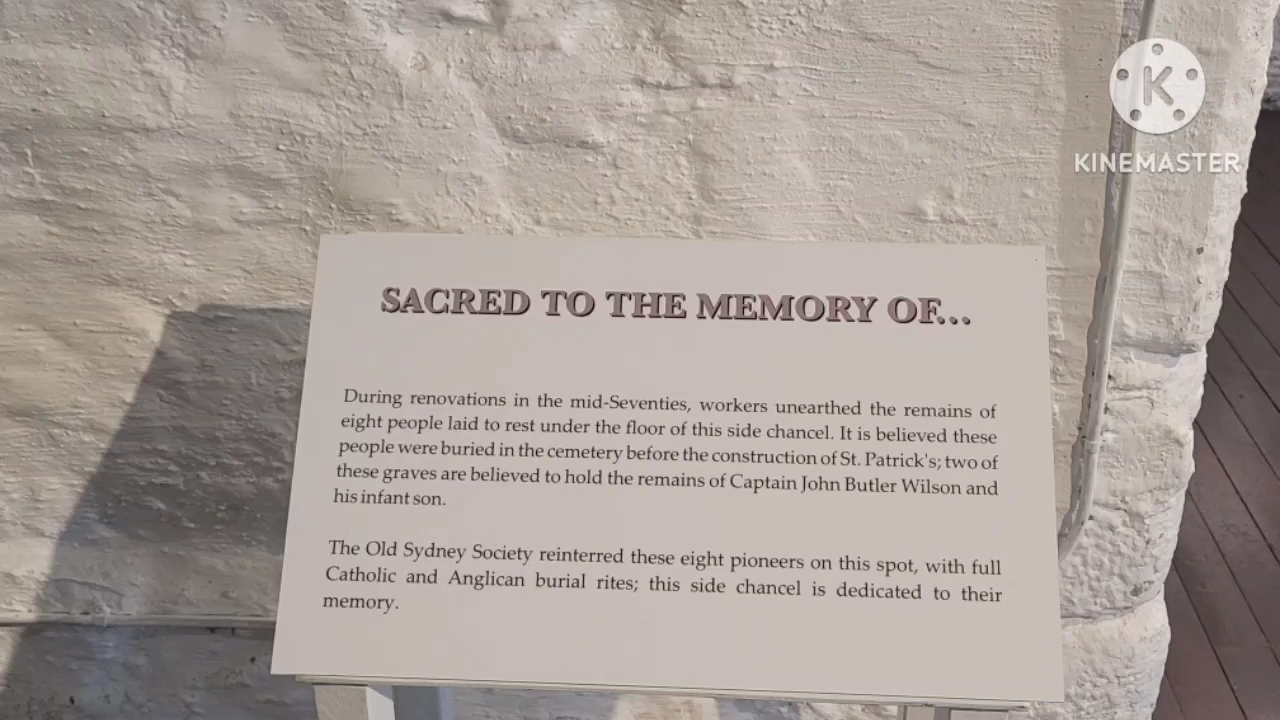 K
KINEMASTER
SACRED TO THE MEMORY OF...
During renovations in the mid-Seventies, workers unearthed the remains of
eight people laid to rest under the floor of this side chancel. It is believed these
people were buried in the cemetery before the construction of St. Patrick's; two of
these graves are believed to hold the remains of Captain John Butler Wilson and
his infant son.
The Old Sydney Society reinterred these eight pioneers on this spot, with full
Catholic and Anglican burial rites; this side chancel is dedicated to their
memory.